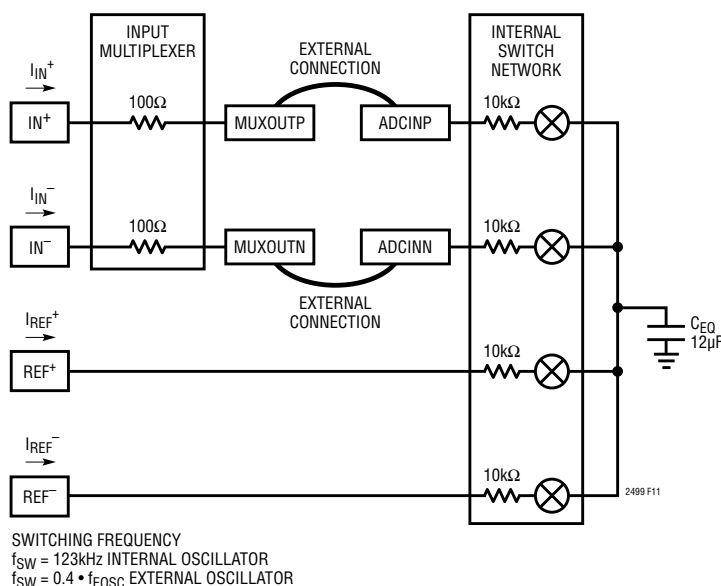 INPUT
MULTIPLEXER
INTERNAL
SWITCH
NETWORK
EXTERNAL
CONNECTION
IIN+
100Ω
10kΩ
IN+
MUXOUTP
ADCINP
IIN−
100Ω
10kΩ
IN−
MUXOUTN
ADCINN
EXTERNAL
CONNECTION
IREF+
10kΩ
REF+
CEQ
12µF
IREF−
10kΩ
REF−
2499 F11
SWITCHING FREQUENCY
fSW = 123kHz INTERNAL OSCILLATOR
fSW = 0.4 • fEOSC EXTERNAL OSCILLATOR